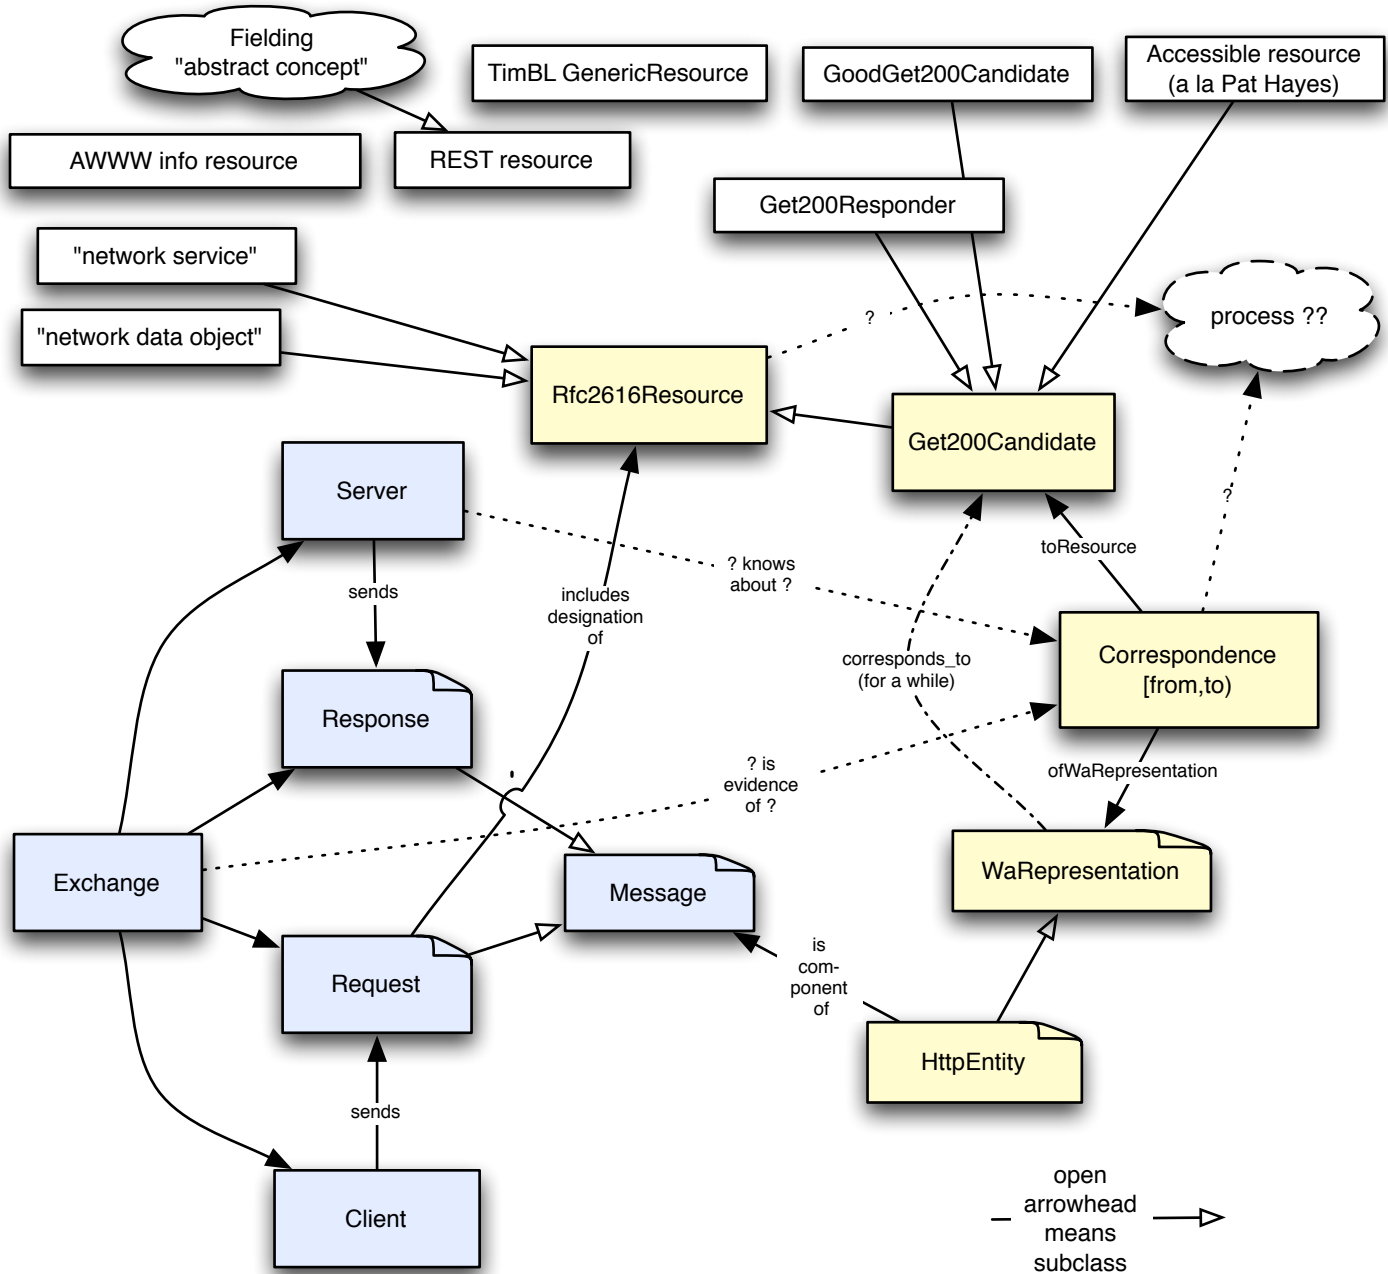 Fielding
"abstract concept"
TimBL GenericResource
GoodGet200Candidate
Accessible resource
(a la Pat Hayes)
AWWW info resource
REST resource
Get200Responder
"network service"
"network data object"
?
process ??
Rfc2616Resource
Get200Candidate
Server
?
toResource
? knows
about ?
sends
includes
designation
of
corresponds_to
(for a while)
Correspondence
[from,to)
Response
? is
evidence
of ?
ofWaRepresentation
Exchange
Message
WaRepresentation
is
com-
ponent
of
Request
HttpEntity
sends
Client
open
arrowhead
means
subclass